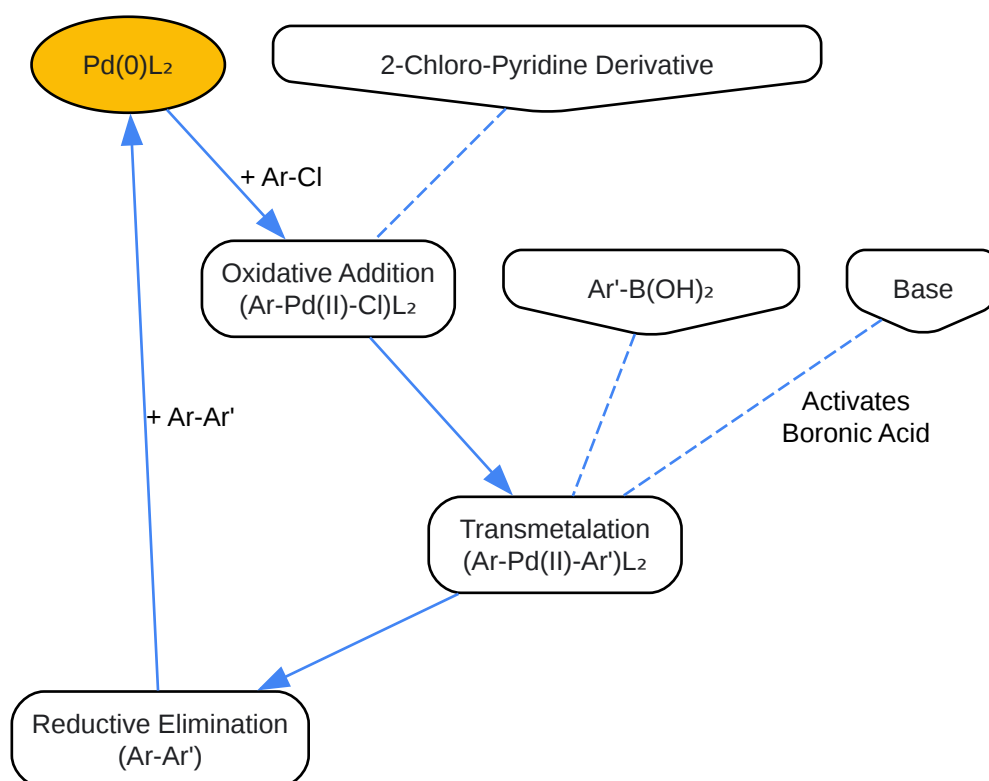 Pd(0)L₂
2-Chloro-Pyridine Derivative
+ Ar-Cl
Oxidative Addition
(Ar-Pd(II)-Cl)L₂
Ar'-B(OH)₂
Base
+ Ar-Ar'
Activates
Boronic Acid
Transmetalation
(Ar-Pd(II)-Ar')L₂
Reductive Elimination
(Ar-Ar')